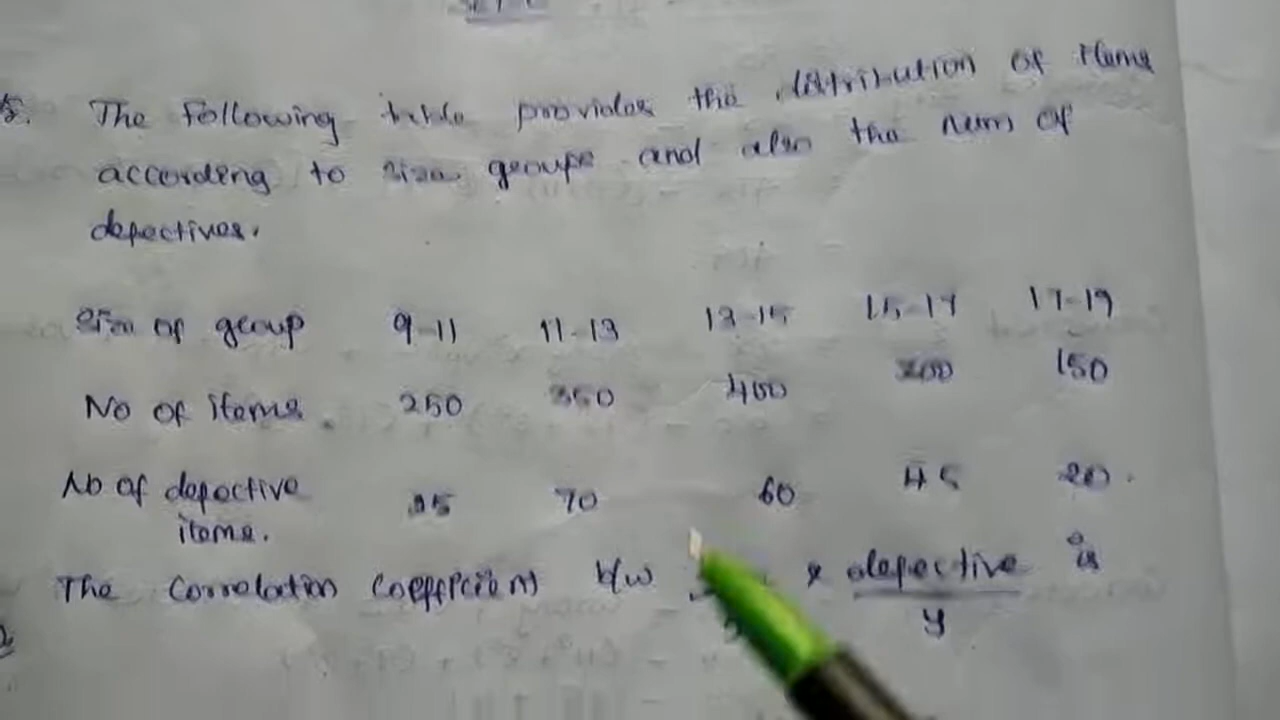 The following table provides the distribution of items
according to size groups and also the num of
defectives.
Size of group 9-11 11-13 13-15 15-17 17-19
No of items 250 350 400 300 150
No of defective 25 70 60 45 20.
items.
The Correlation Coefficient b/w & defective is
y